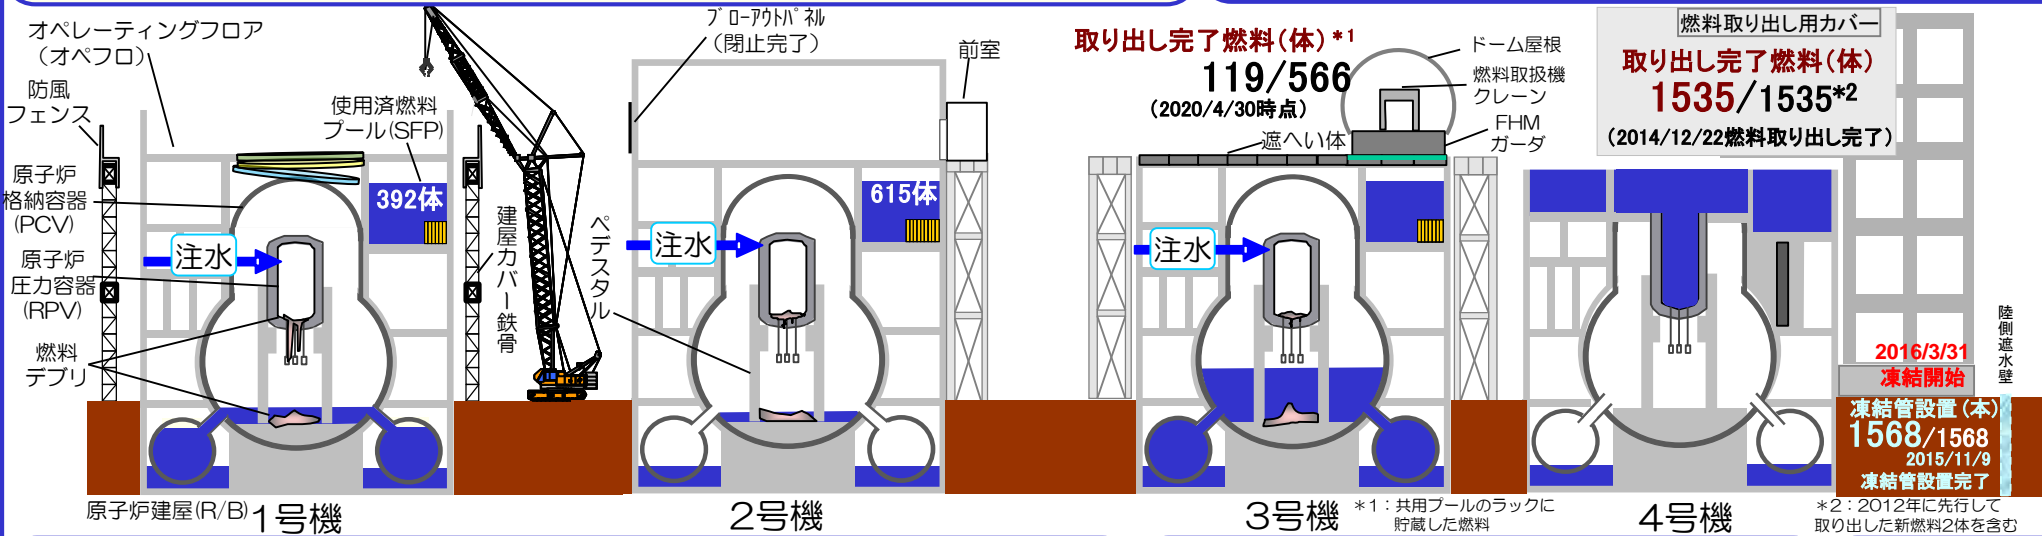 オペレーティングフロア
(オペフロ)
防風
フェンス
使用済燃料
プール(SFP)
原子炉
格納容器
(PCV)
原子炉
圧力容器
(RPV)
燃料
デブリ
注水
392体
建屋カバー鉄骨
原子炉建屋(R/B)
1号機
ブローアウトパネル
(閉止完了)
前室
615体
注水
ペデスタル
2号機
取り出し完了燃料(体)*1
119/566
(2020/4/30時点)
ドーム屋根
燃料取扱機
クレーン
FHM
ガーダ
遮へい体
注水
3号機
*1：共用プールのラックに
貯蔵した燃料
燃料取り出し用カバー
取り出し完了燃料(体)
1535/1535*2
(2014/12/22燃料取り出し完了)
4号機
陸側遮水壁
2016/3/31
凍結開始
凍結管設置(本)
1568/1568
2015/11/9
凍結管設置完了
*2：2012年に先行して
取り出した新燃料2体を含む